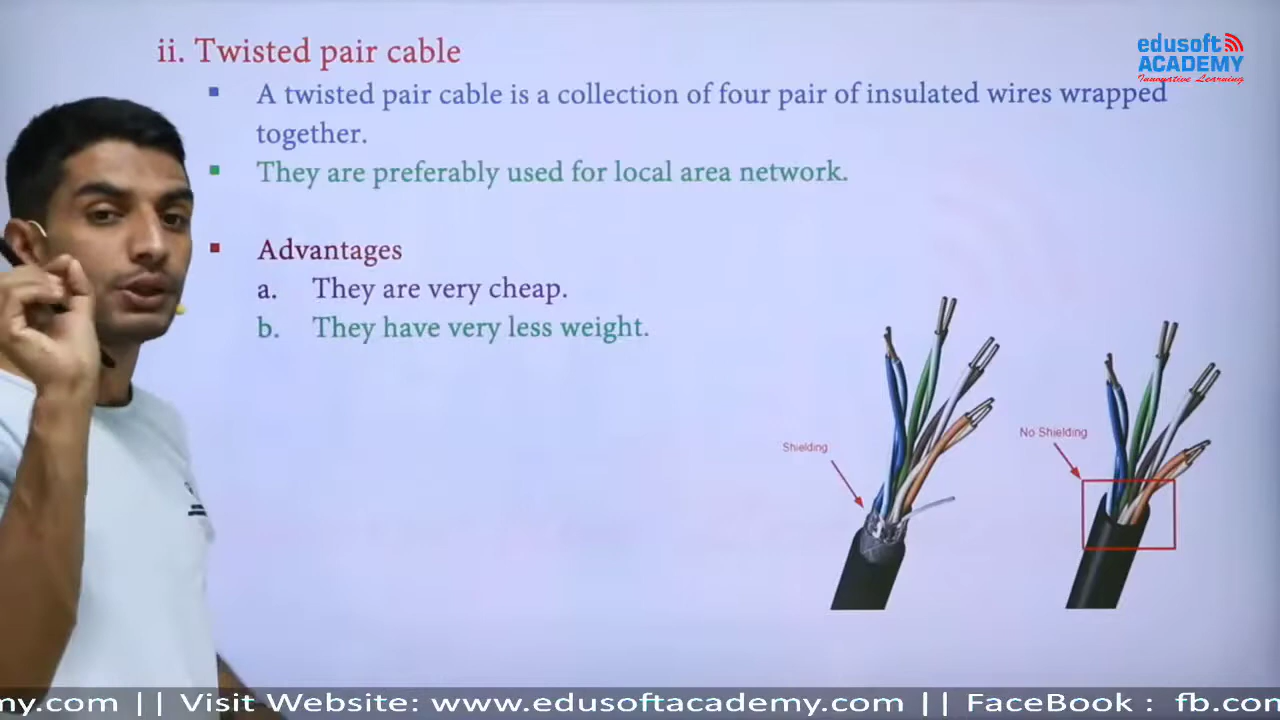 edusoft
ACADEMY
Innovative Learning
ii. Twisted pair cable
A twisted pair cable is a collection of four pair of insulated wires wrapped
together.
They are preferably used for local area network.
Advantages
a. They are very cheap.
b. They have very less weight.
Shielding
No Shielding
my.com || Visit Website: www.edusoftacademy.com || FaceBook : fb.con